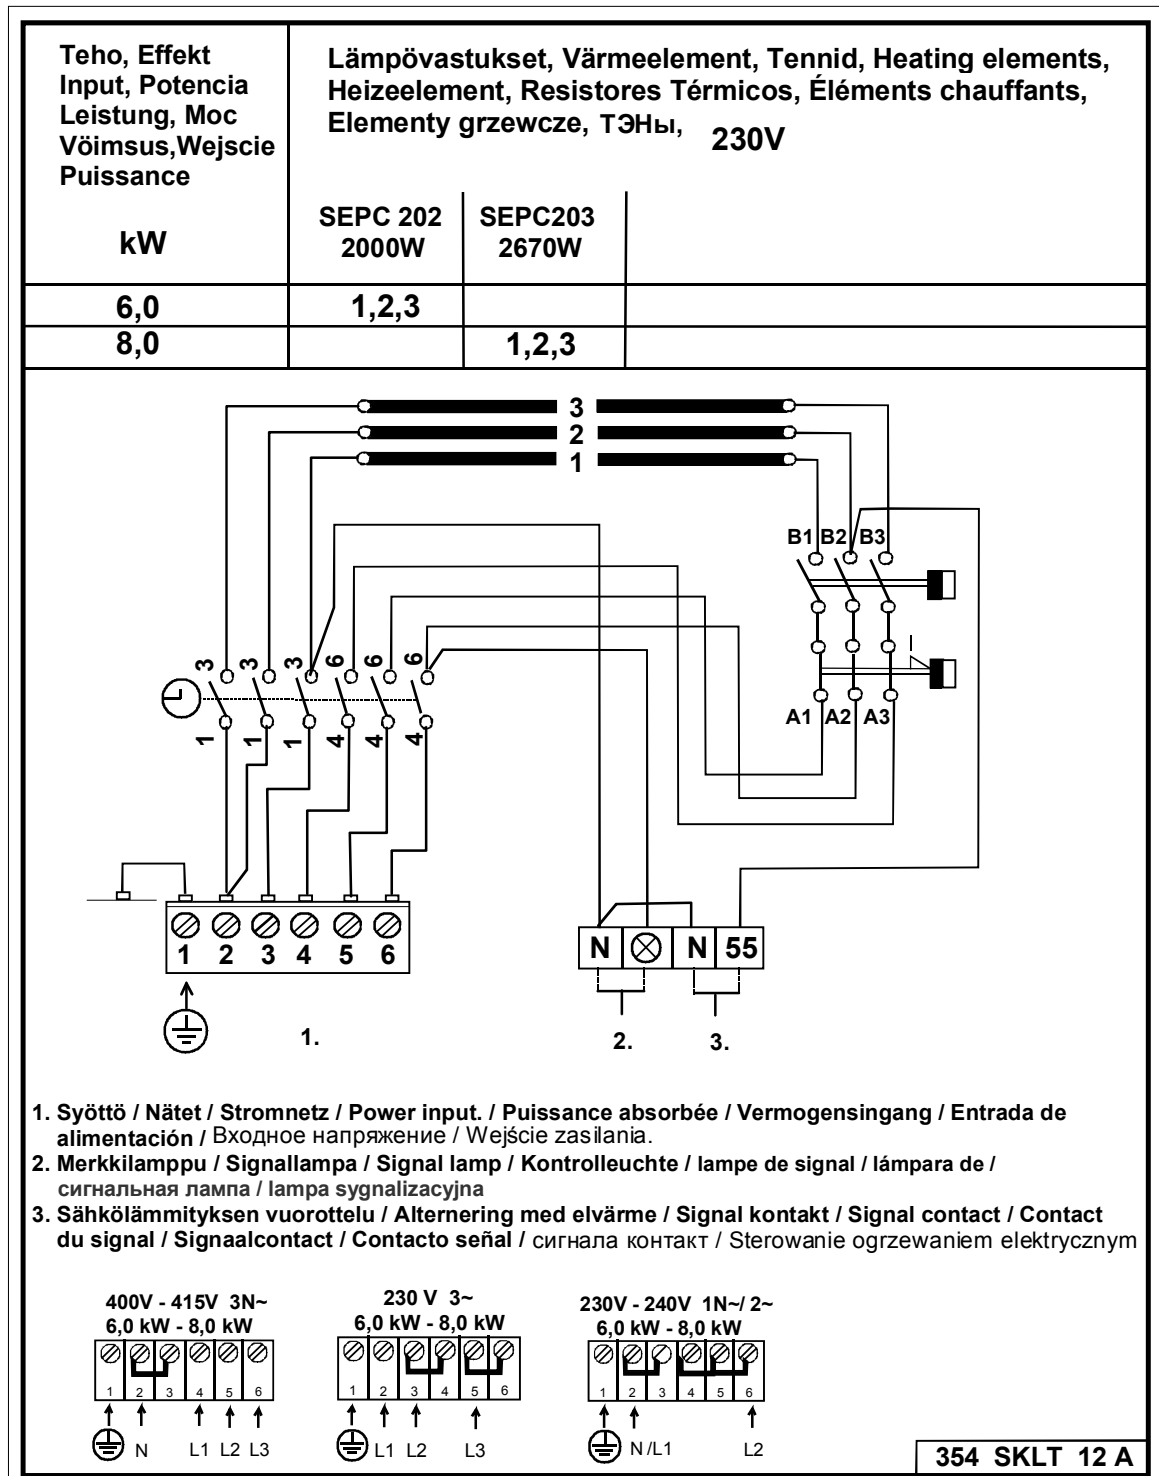 Teho, Effekt
Input, Potencia
Leistung, Moc
Vöimsus,Wejscie
Puissance
kW
Lämpövastukset, Värmeelement, Tennid, Heating elements,
Heizeelement, Resistores Térmicos, Éléments chauffants,
Elementy grzewcze, ТЭНы, 230V
SEPC 202 SEPC203
2000W 2670W
6,0 1,2,3
8,0 1,2,3
3
2
1
B1 B2 B3
3 3 3 6 6 6
1 1 1 4 4 4
A1 A2 A3
1 2 3 4 5 6
N N 55
1. 2. 3.
1. Syöttö / Nätet / Stromnetz / Power input. / Puissance absorbée / Vermogensingang / Entrada de
alimentación / Входное напряжение / Wejście zasilania.
2. Merkkilamppu / Signallampa / Signal lamp / Kontrolleuchte / lampe de signal / lámpara de /
сигнальная лампа / lampa sygnalizacyjna
3. Sähkölämmityksen vuorottelu / Alternering med elvärme / Signal kontakt / Signal contact / Contact
du signal / Signaalcontact / Contacto señal / сигнала контакт / Sterowanie ogrzewaniem elektrycznym
400V - 415V 3N~
6,0 kW - 8,0 kW
1 2 3 4 5 6
N L1 L2 L3
230 V 3~
6,0 kW - 8,0 kW
1 2 3 4 5 6
L1 L2 L3
230V - 240V 1N~/ 2~
6,0 kW - 8,0 kW
1 2 3 4 5 6
N /L1 L2
354 SKLT 12 A